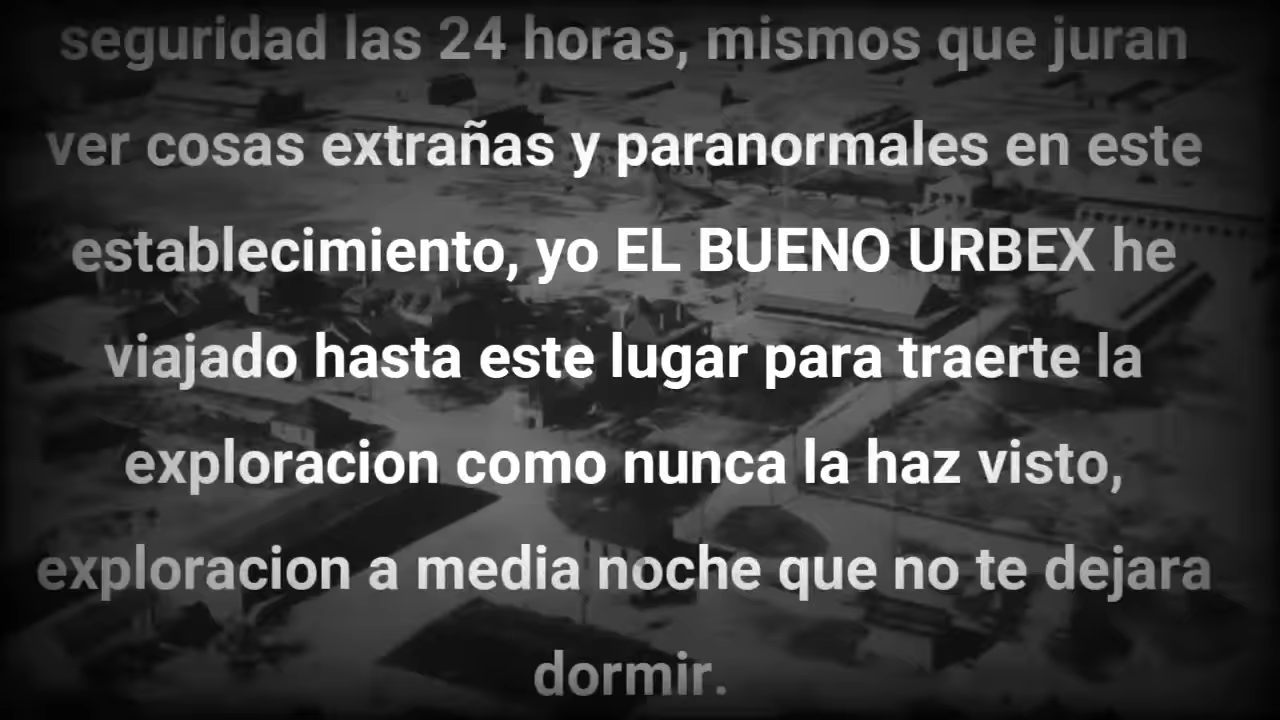 seguridad las 24 horas, mismos que juran
ver cosas extrañas y paranormales en este
establecimiento, yo EL BUENO URBEX he
viajado hasta este lugar para traerte la
exploracion como nunca la haz visto,
exploracion a media noche que no te dejara
dormir.